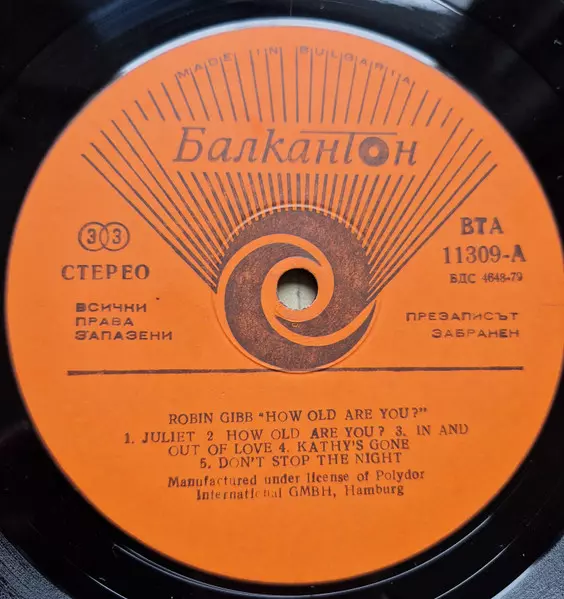 MADE IN BULGARIA
БалканТон
33
СТЕРЕО
ВТА
11309-А
БДС 4648-79
ВСИЧКИ
ПРАВА
ЗАПАЗЕНИ
ПРЕЗАПИСЪТ
ЗАБРАНЕН
ROBIN GIBB "HOW OLD ARE YOU?"
1. JULIET 2 HOW OLD ARE YOU? 3. IN AND
OUT OF LOVE 4. KATHY'S GONE
5. DON'T STOP THE NIGHT
Manufactured under license of Polydor
International GMBH, Hamburg